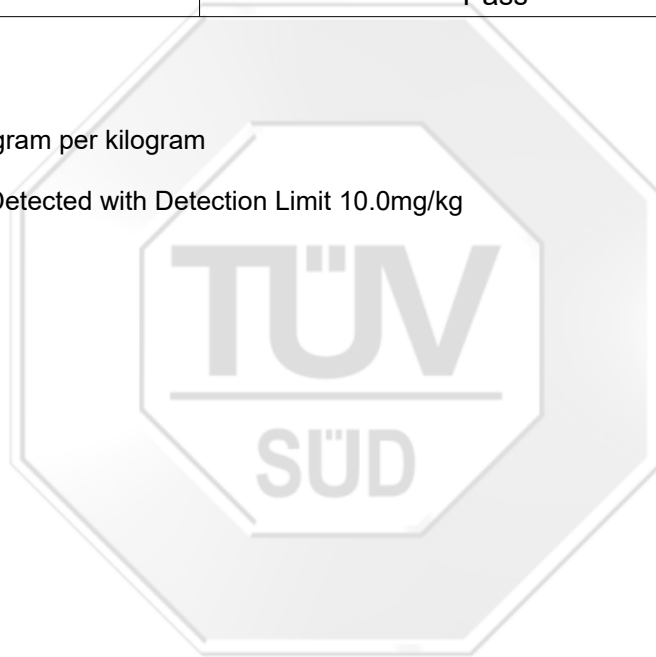 Pass
gram per kilogram
Detected with Detection Limit 10.0mg/kg
TÜV
SÜD